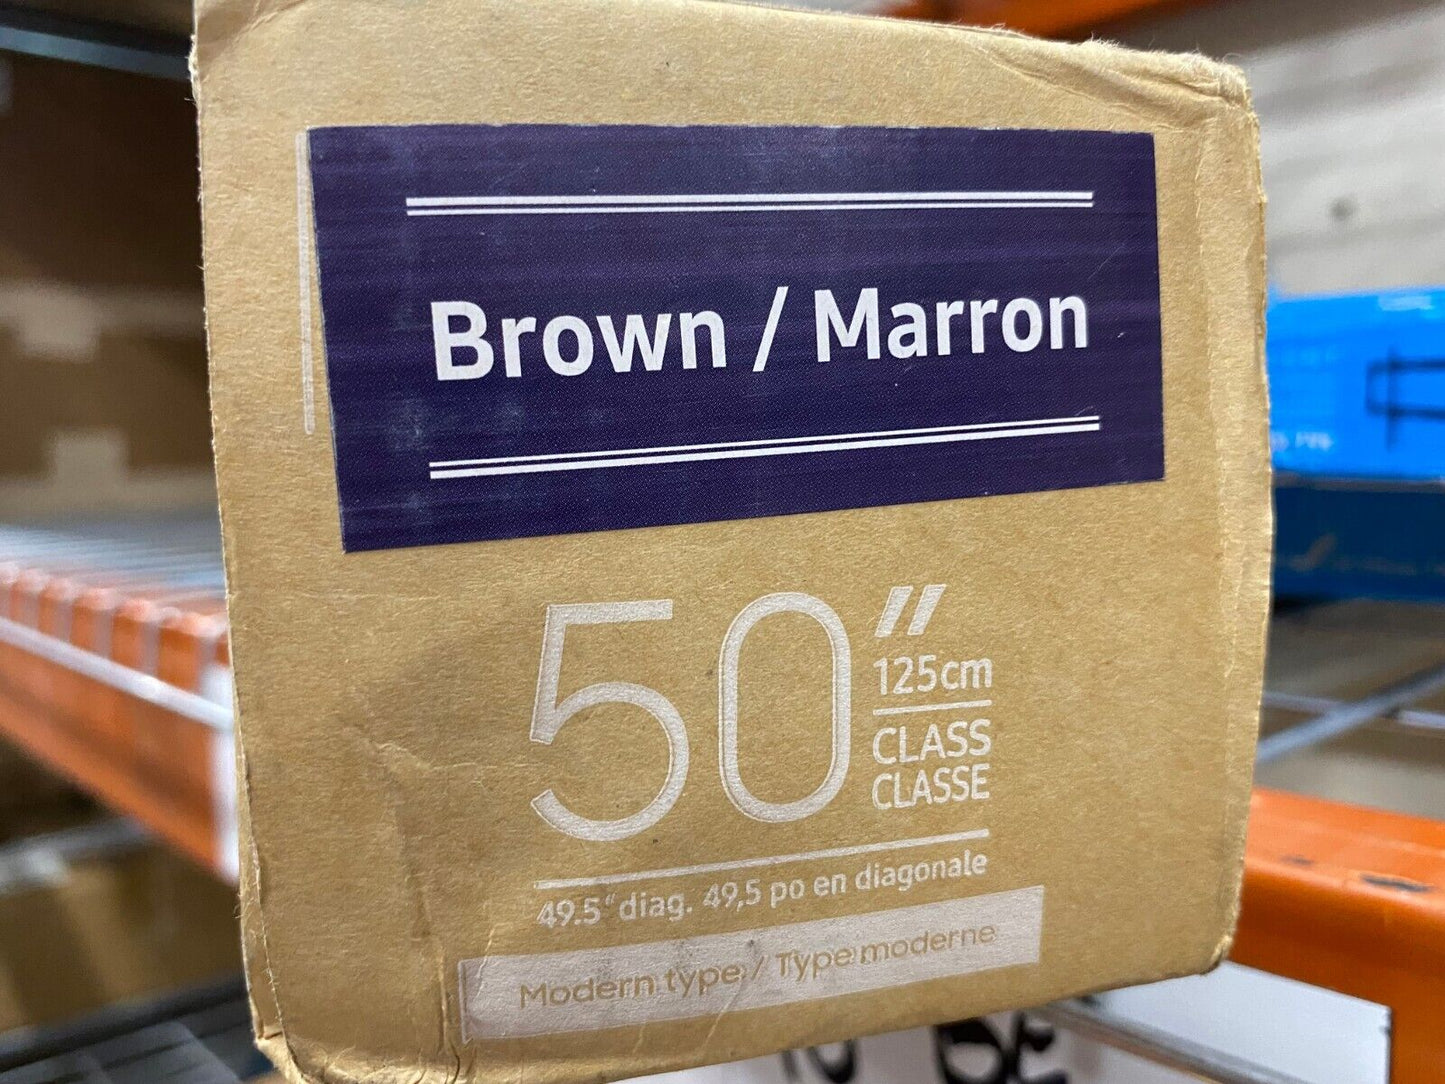 Brown / Marron
50"
125cm
CLASS
CLASSE
49.5" diag. 49,5 po en diagonale
Modern type / Type moderne